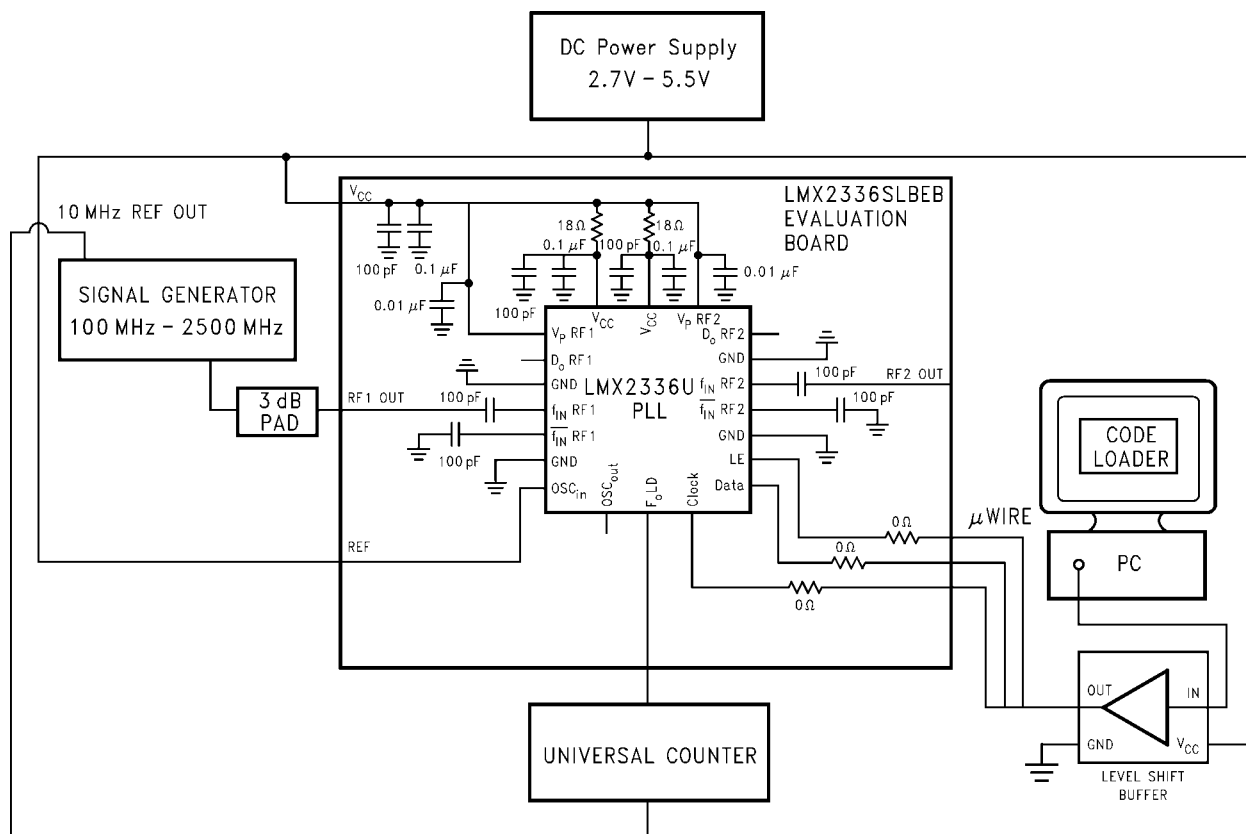 DC Power Supply
2.7V – 5.5V
10 MHz REF OUT
SIGNAL GENERATOR
100 MHz – 2500 MHz
3 dB
PAD
LMX2336SLBEB
EVALUATION
BOARD
VCC
100 pF
0.1 μF
0.01 μF
18Ω
18Ω
0.1 μF
100 pF
0.1 μF
100 pF
0.01 μF
VCC
VCC
VP RF2
VP RF1
Do RF1
GND
fIN RF1
f̅I̅N̅ RF1
GND
OSCin
LMX2336U
PLL
Do RF2
GND
fIN RF2
f̅I̅N̅ RF2
GND
LE
Data
OSCout
FoLD
Clock
RF1 OUT
100 pF
100 pF
REF
100 pF
RF2 OUT
100 pF
0Ω
0Ω
0Ω
μWIRE
CODE
LOADER
PC
OUT
IN
GND
VCC
LEVEL SHIFT
BUFFER
UNIVERSAL COUNTER